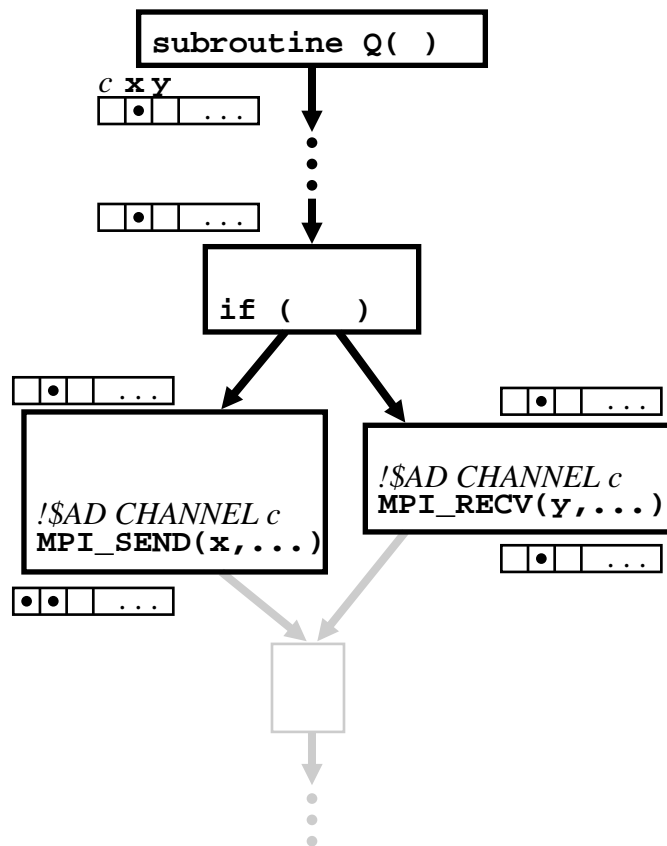 subroutine Q( )
c x y
. . .
. . .
if ( )
. . .
. . .
!$AD CHANNEL c
MPI_SEND(x,...)
!$AD CHANNEL c
MPI_RECV(y,...)
. . .
. . .